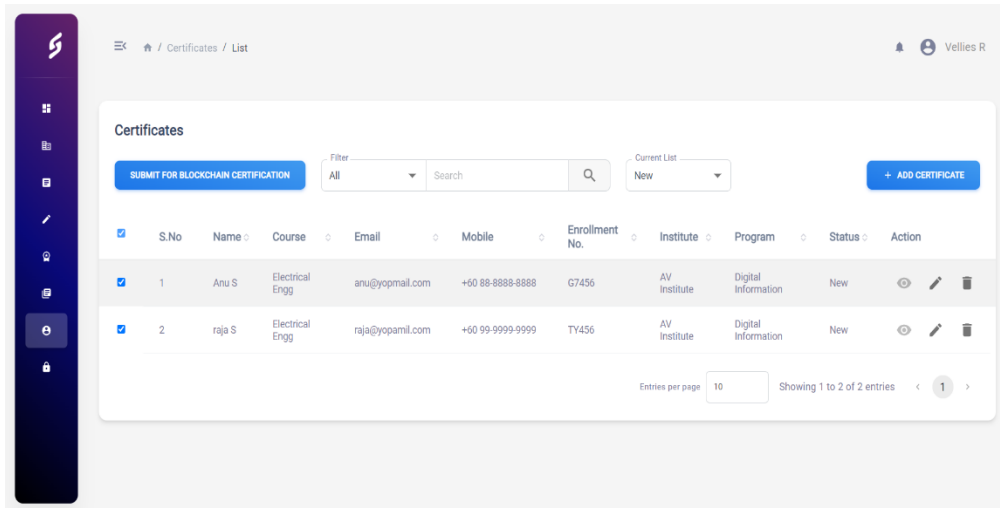 / Certificates / List
Vellies R
Certificates
SUBMIT FOR BLOCKCHAIN CERTIFICATION
Filter
All
Search
Current List
New
+ ADD CERTIFICATE
S.No Name Course Email Mobile Enrollment No. Institute Program Status Action
1 Anu S Electrical Engg anu@yopmail.com +60 88-8888-8888 G7456 AV Institute Digital Information New
2 raja S Electrical Engg raja@yopamil.com +60 99-9999-9999 TY456 AV Institute Digital Information New
Entries per page 10 Showing 1 to 2 of 2 entries < 1 >